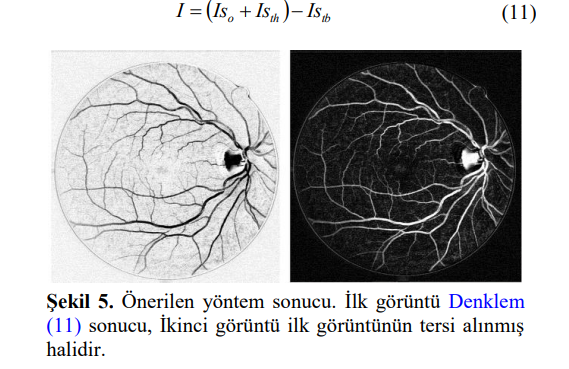 I = (Is_o + Is_th) − Is_tb (11)
Şekil 5. Önerilen yöntem sonucu. İlk görüntü Denklem
(11) sonucu, İkinci görüntü ilk görüntünün tersi alınmış
halidir.